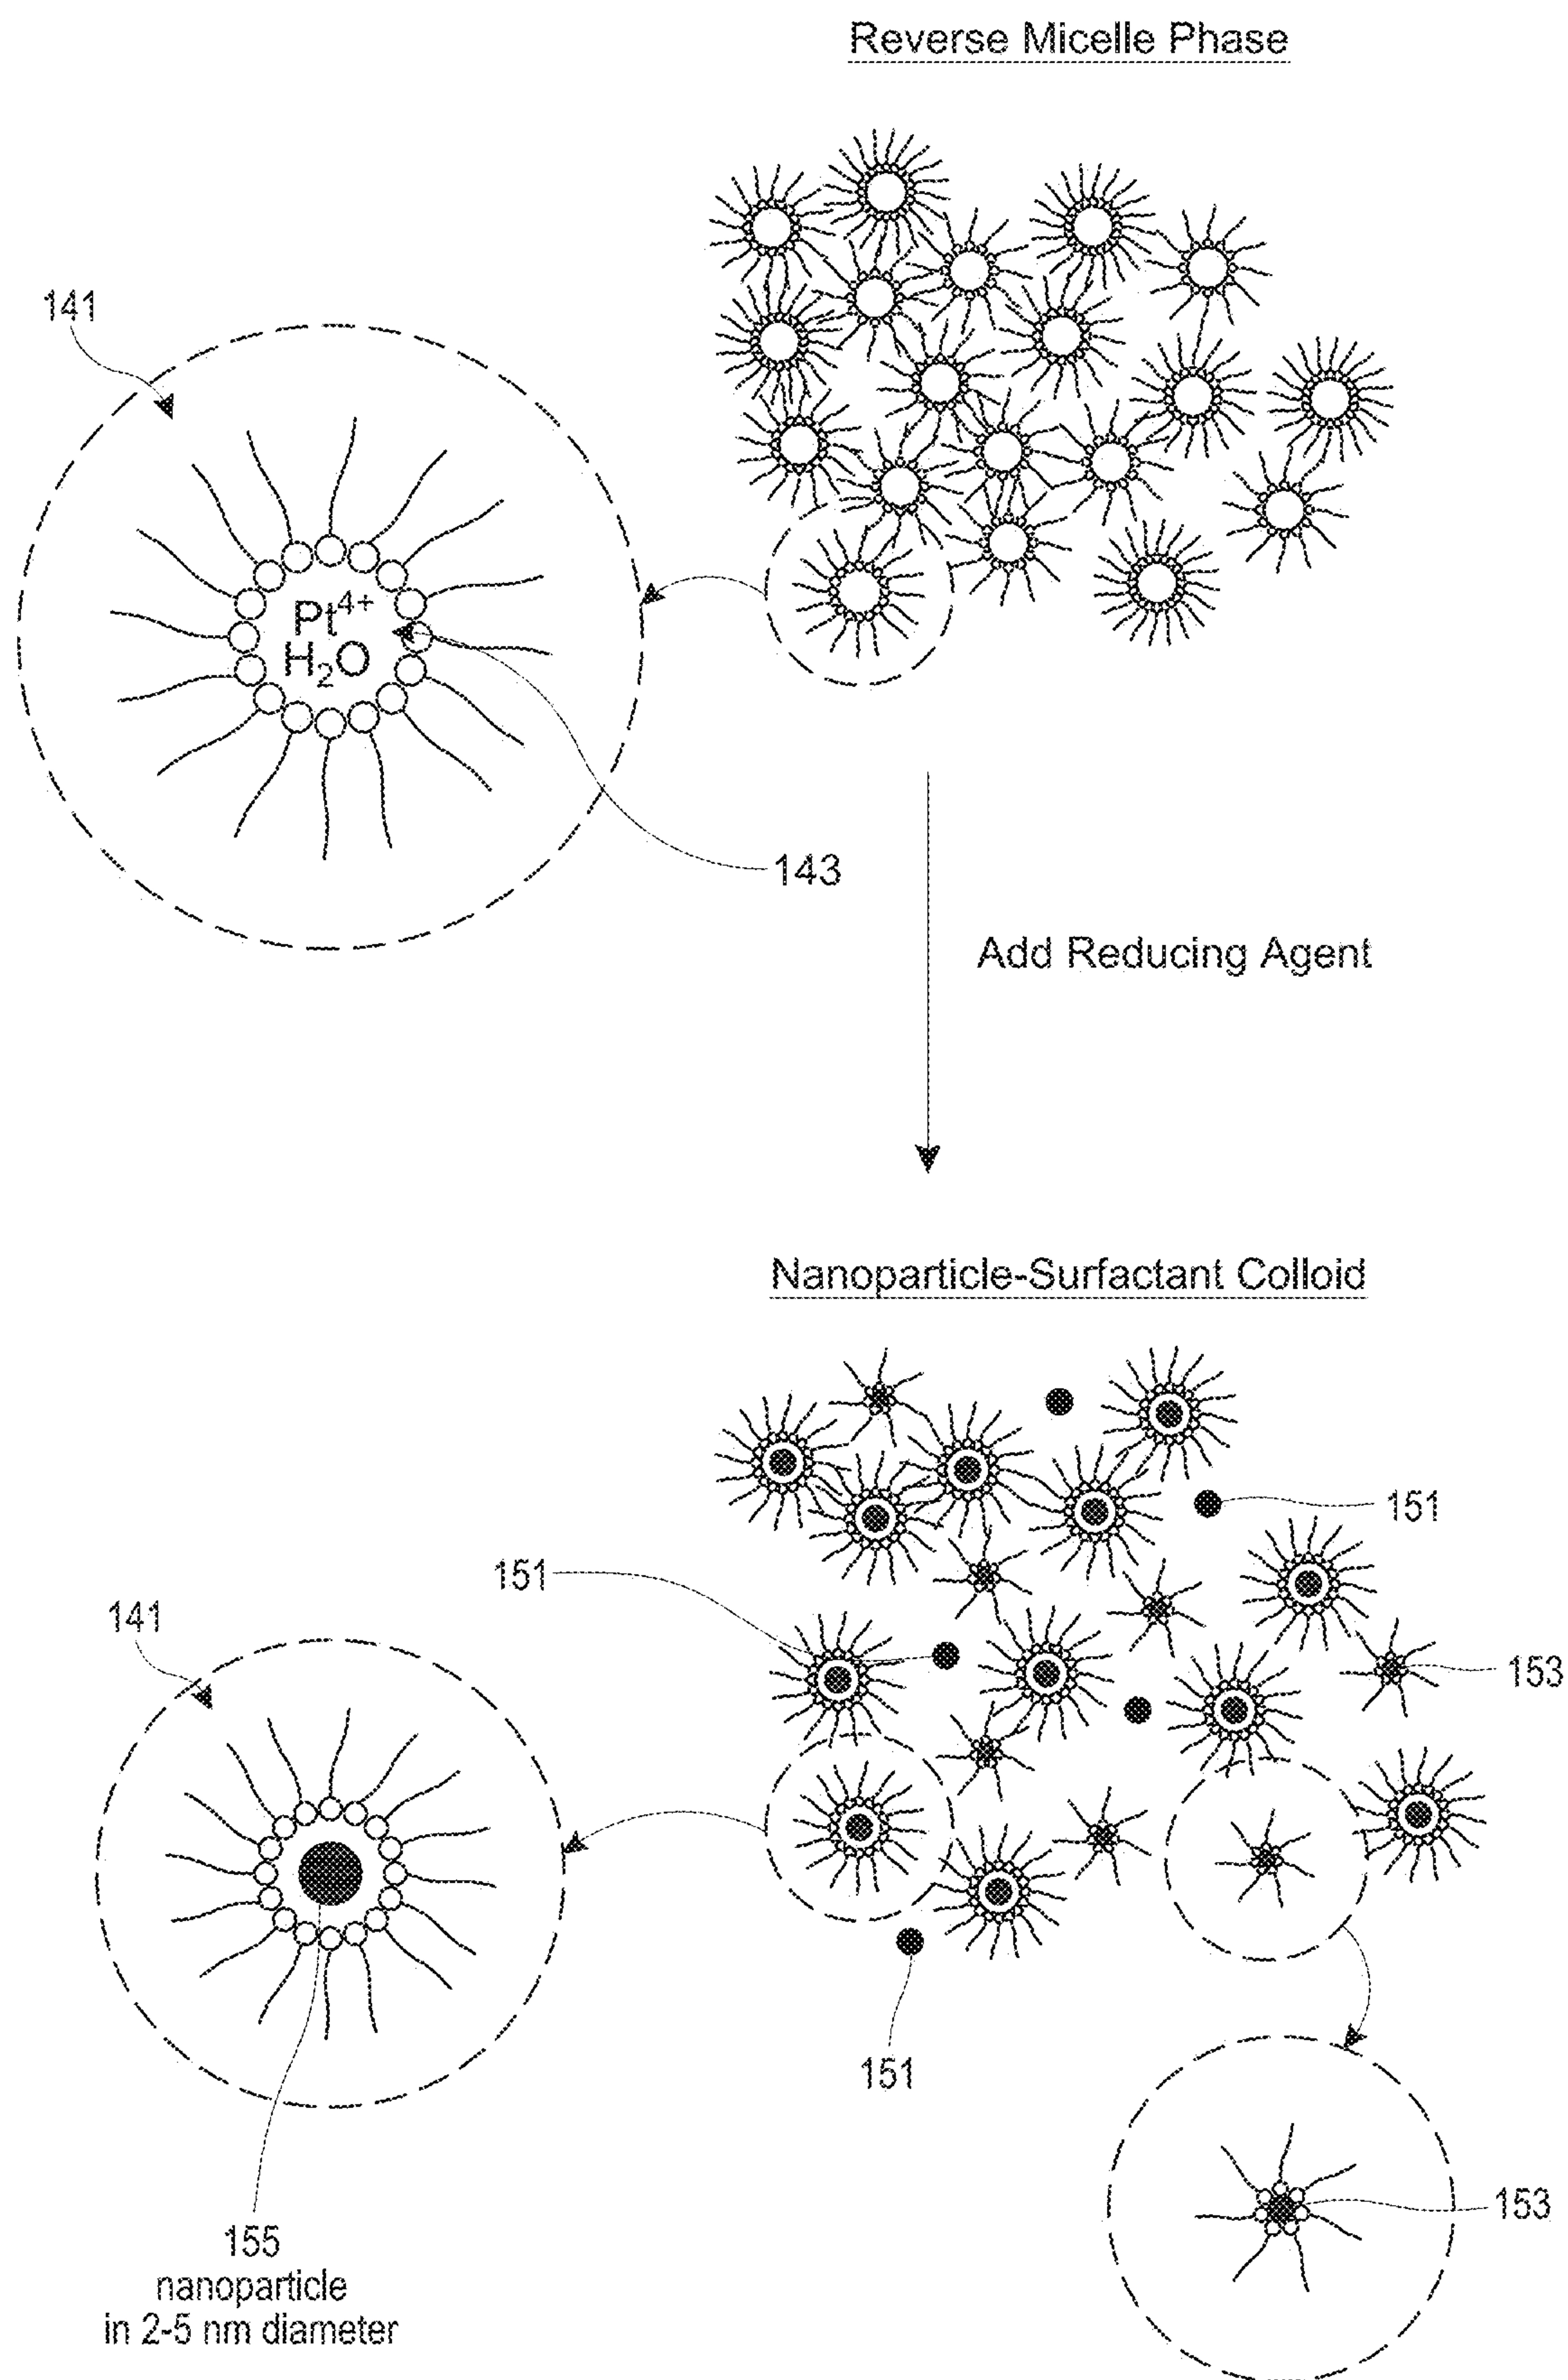 Reverse Micelle Phase
141
Pt⁴⁺
H₂O
143
Add Reducing Agent
Nanoparticle-Surfactant Colloid
151
151
141
153
151
153
155
nanoparticle
in 2-5 nm diameter